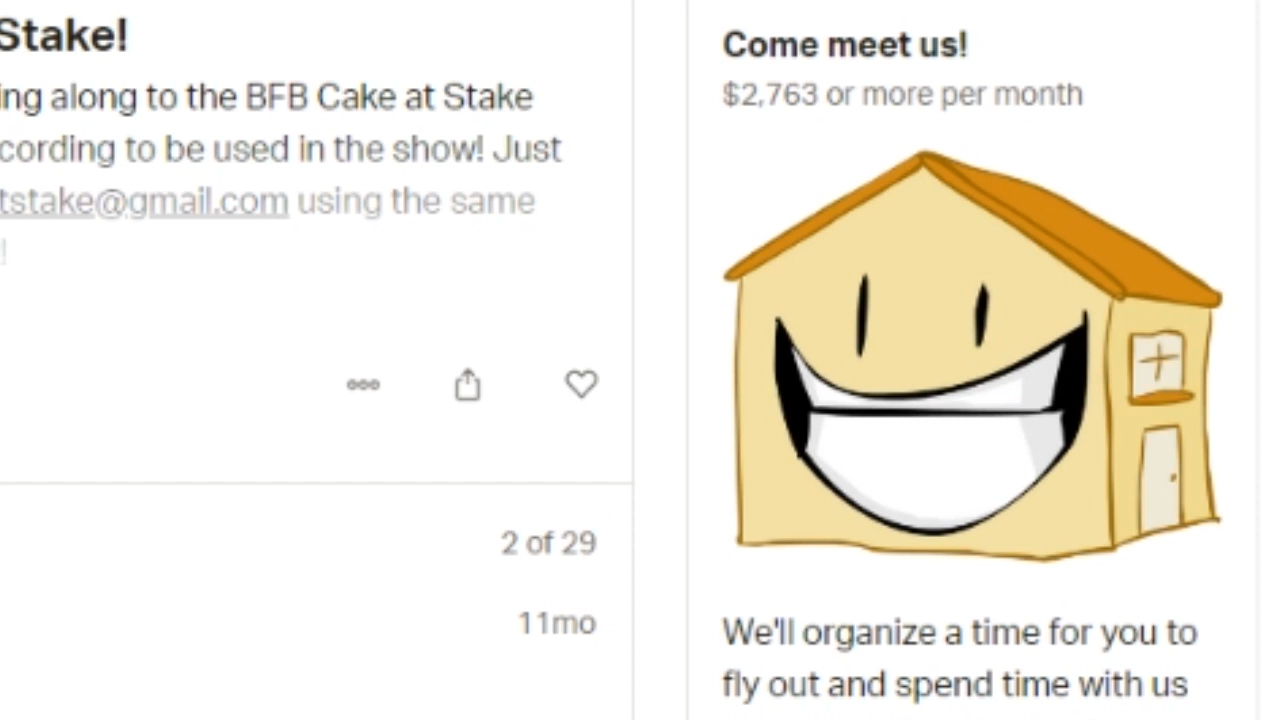 Stake!
ing along to the BFB Cake at Stake
cording to be used in the show! Just
tstake@gmail.com using the same
!
2 of 29
11mo
Come meet us!
$2,763 or more per month
We'll organize a time for you to
fly out and spend time with us